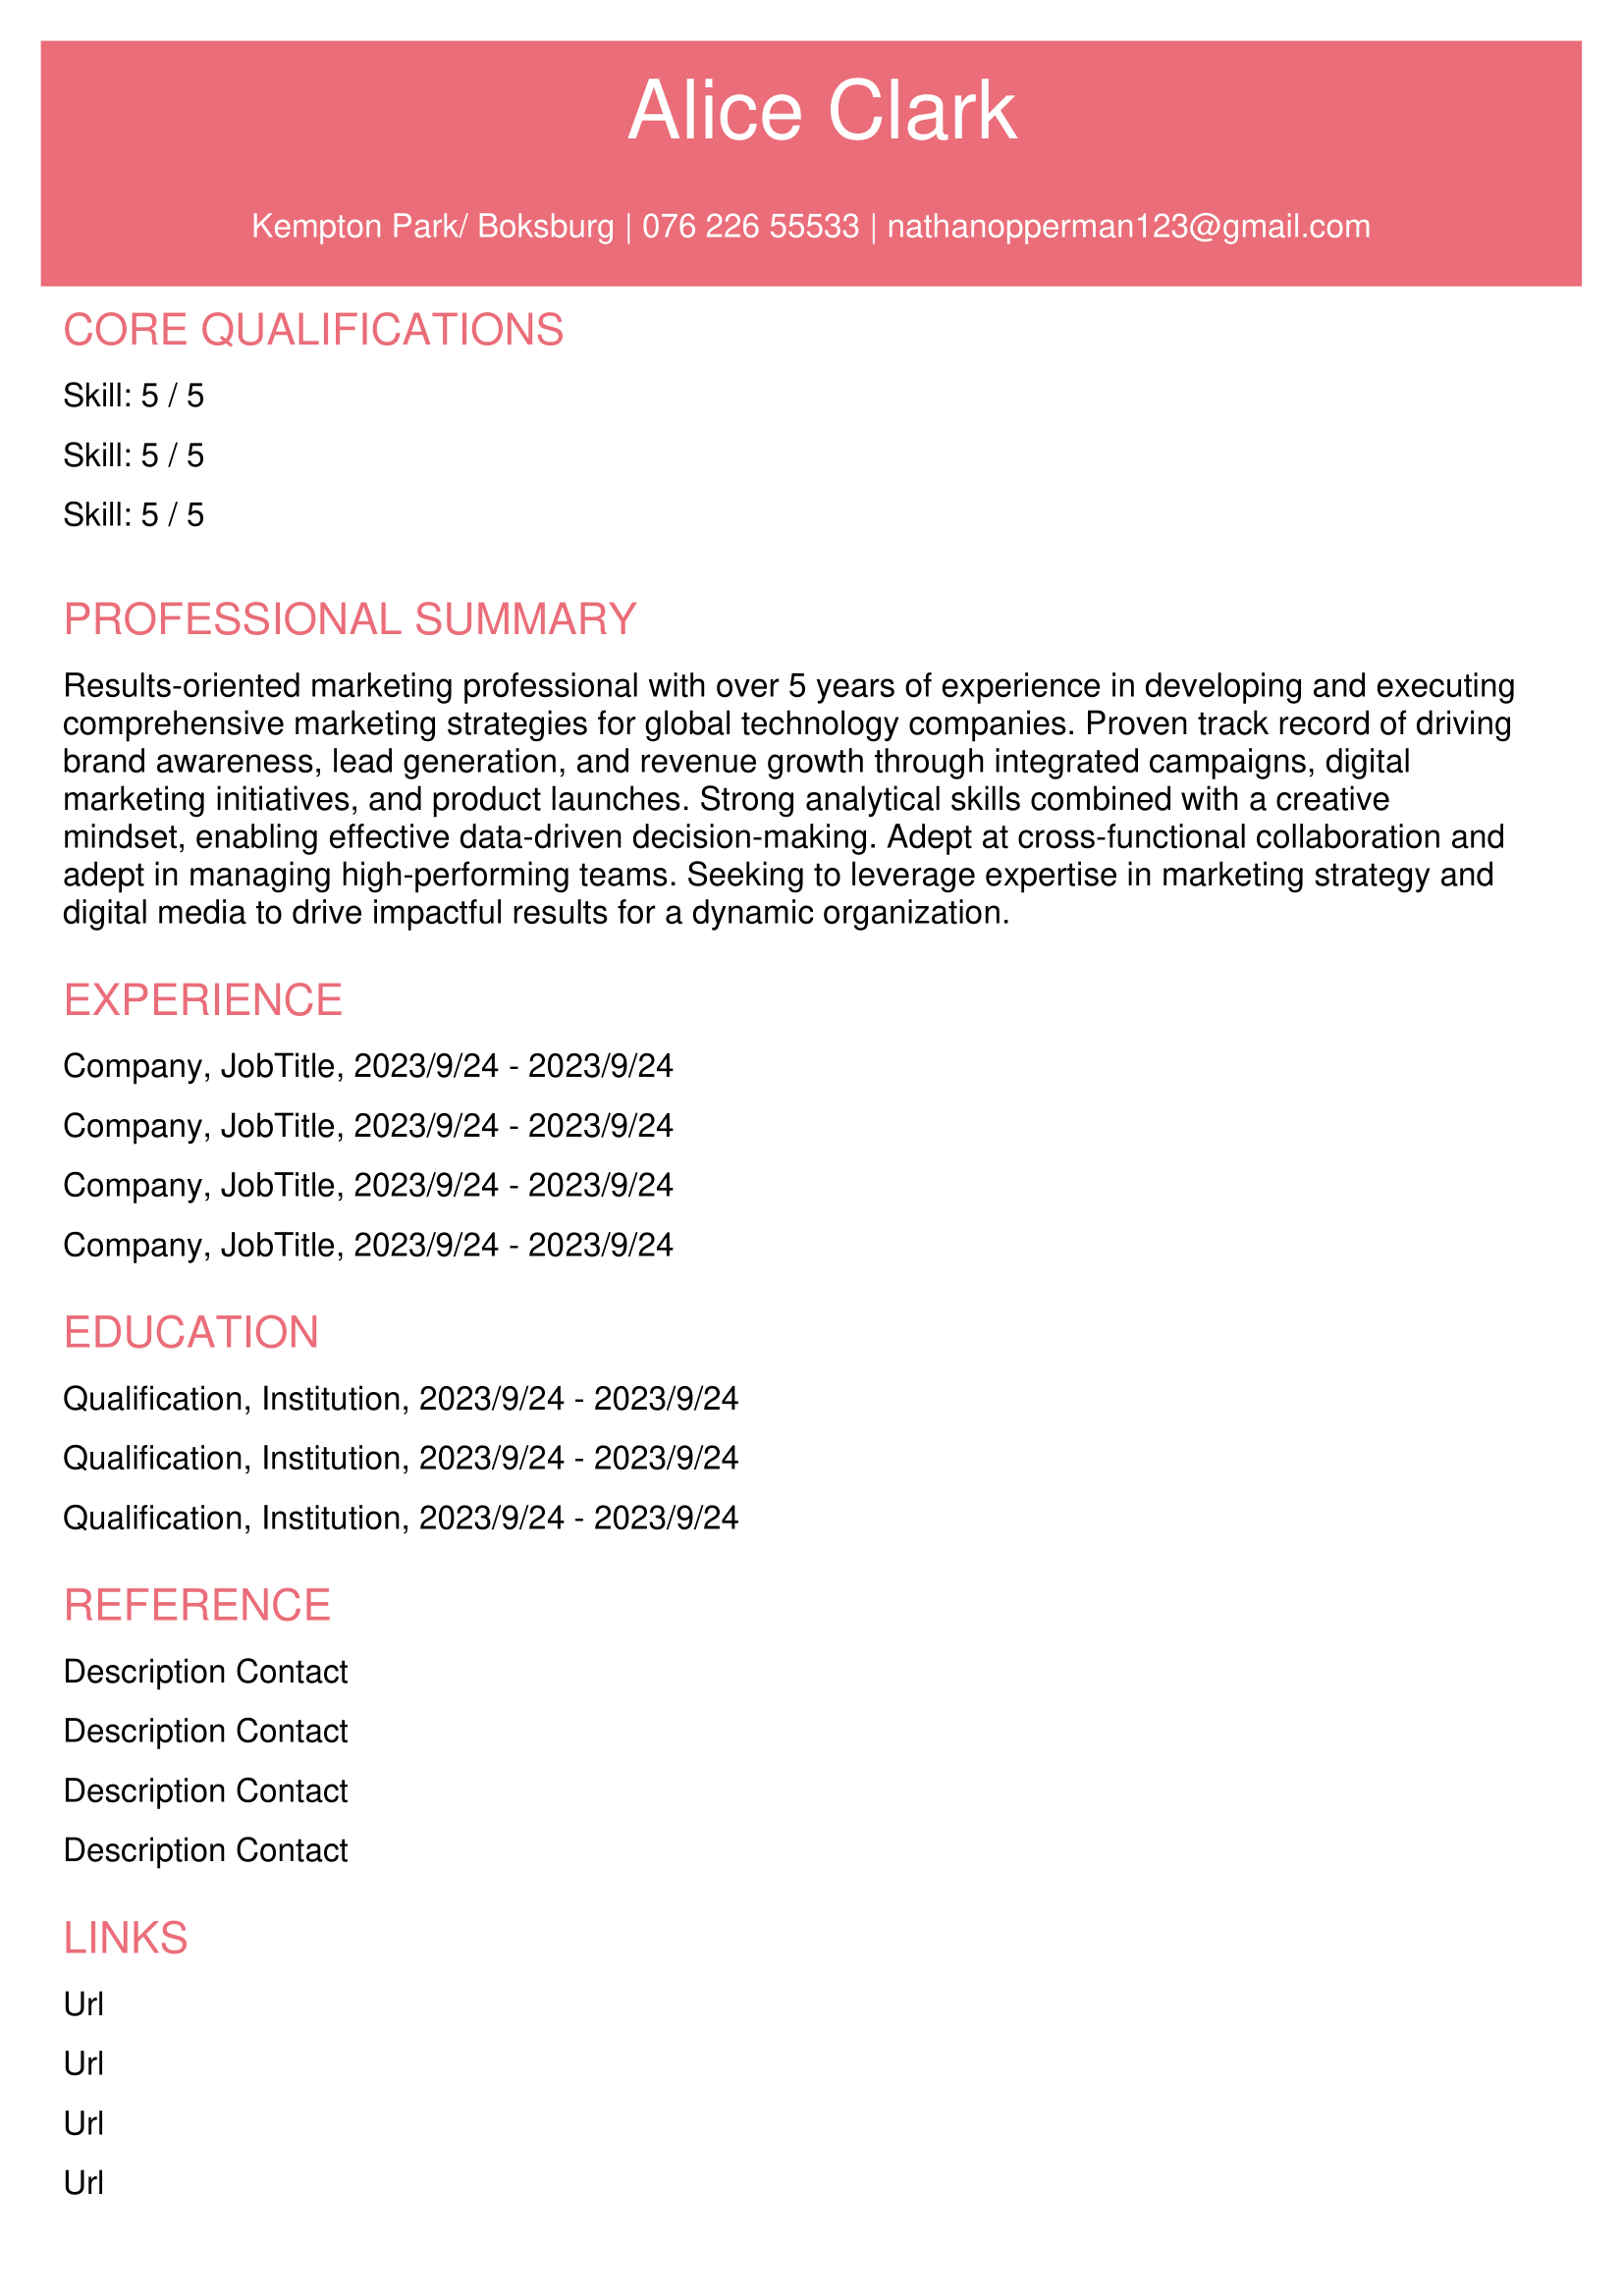 Alice Clark
Kempton Park/ Boksburg | 076 226 55533 | nathanopperman123@gmail.com
CORE QUALIFICATIONS
Skill: 5 / 5
Skill: 5 / 5
Skill: 5 / 5
PROFESSIONAL SUMMARY
Results-oriented marketing professional with over 5 years of experience in developing and executing
comprehensive marketing strategies for global technology companies. Proven track record of driving
brand awareness, lead generation, and revenue growth through integrated campaigns, digital
marketing initiatives, and product launches. Strong analytical skills combined with a creative
mindset, enabling effective data-driven decision-making. Adept at cross-functional collaboration and
adept in managing high-performing teams. Seeking to leverage expertise in marketing strategy and
digital media to drive impactful results for a dynamic organization.
EXPERIENCE
Company, JobTitle, 2023/9/24 - 2023/9/24
Company, JobTitle, 2023/9/24 - 2023/9/24
Company, JobTitle, 2023/9/24 - 2023/9/24
Company, JobTitle, 2023/9/24 - 2023/9/24
EDUCATION
Qualification, Institution, 2023/9/24 - 2023/9/24
Qualification, Institution, 2023/9/24 - 2023/9/24
Qualification, Institution, 2023/9/24 - 2023/9/24
REFERENCE
Description Contact
Description Contact
Description Contact
Description Contact
LINKS
Url
Url
Url
Url